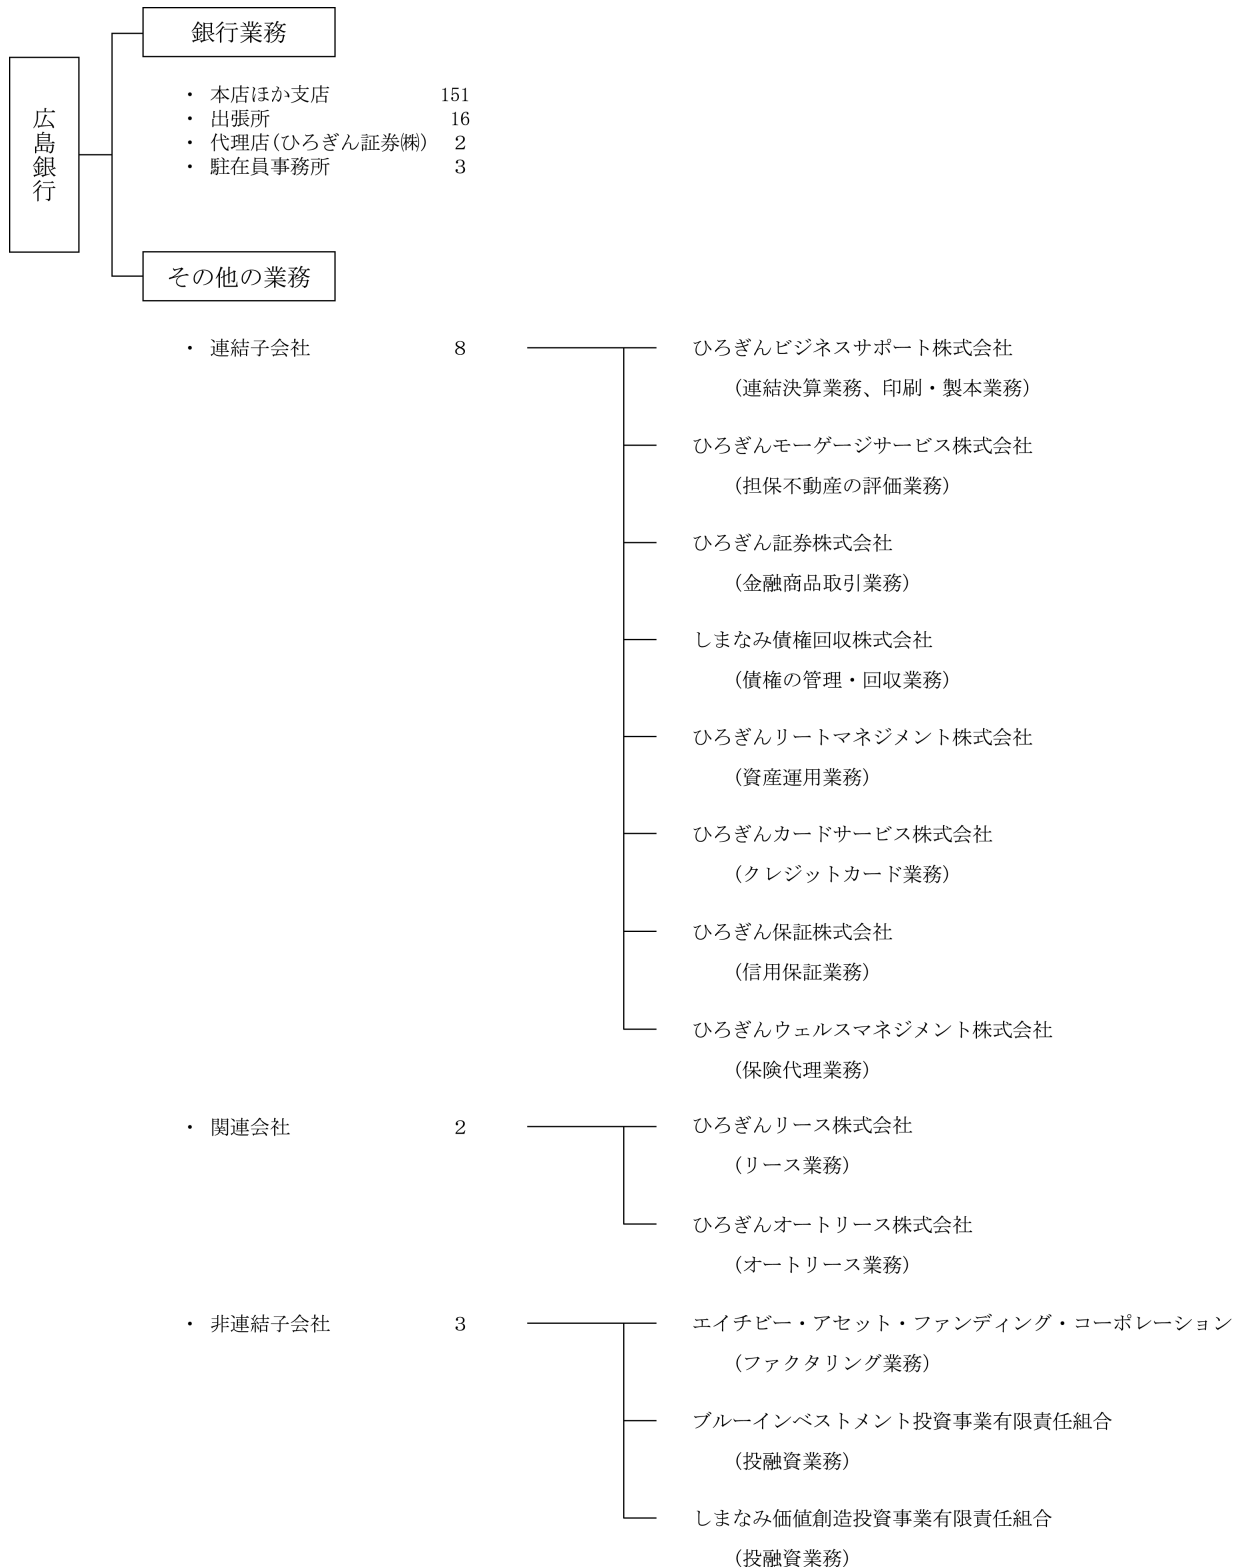 広島銀行
銀行業務
・ 本店ほか支店 151
・ 出張所 16
・ 代理店(ひろぎん証券㈱) 2
・ 駐在員事務所 3
その他の業務
・ 連結子会社 8
ひろぎんビジネスサポート株式会社
(連結決算業務、印刷・製本業務)
ひろぎんモーゲージサービス株式会社
(担保不動産の評価業務)
ひろぎん証券株式会社
(金融商品取引業務)
しまなみ債権回収株式会社
(債権の管理・回収業務)
ひろぎんリートマネジメント株式会社
(資産運用業務)
ひろぎんカードサービス株式会社
(クレジットカード業務)
ひろぎん保証株式会社
(信用保証業務)
ひろぎんウェルスマネジメント株式会社
(保険代理業務)
・ 関連会社 2
ひろぎんリース株式会社
(リース業務)
ひろぎんオートリース株式会社
(オートリース業務)
・ 非連結子会社 3
エイチビー・アセット・ファンディング・コーポレーション
(ファクタリング業務)
ブルーインベストメント投資事業有限責任組合
(投融資業務)
しまなみ価値創造投資事業有限責任組合
(投融資業務)